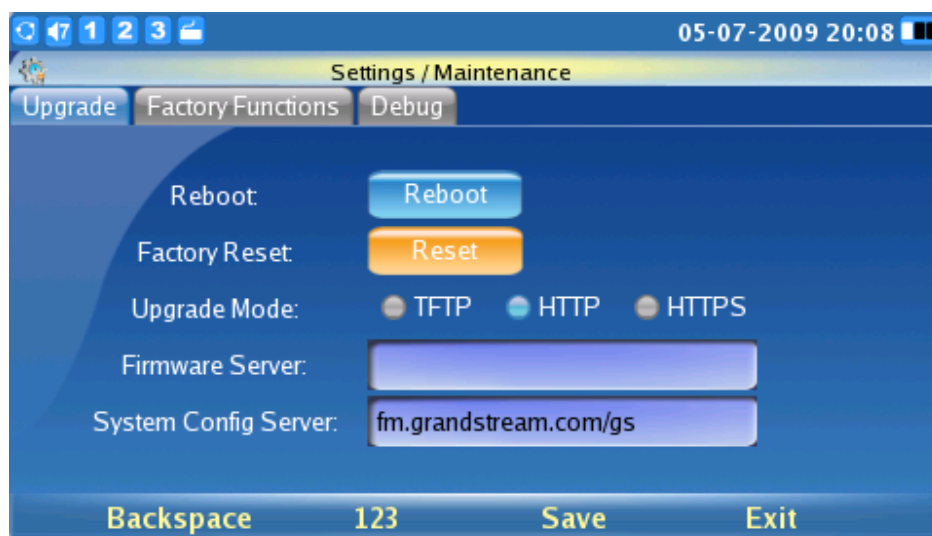 7 1 2 3 05-07-2009 20:08
Settings / Maintenance
Upgrade Factory Functions Debug
Reboot: Reboot
Factory Reset: Reset
Upgrade Mode: TFTP HTTP HTTPS
Firmware Server:
System Config Server: fm.grandstream.com/gs
Backspace 123 Save Exit